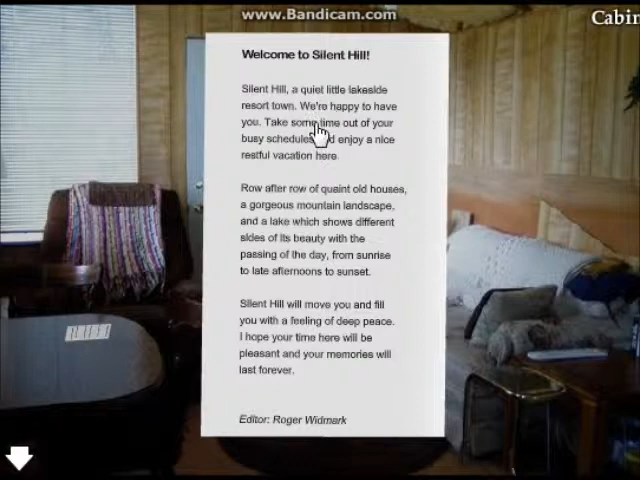 www.Bandicam.com
Cabin
Welcome to Silent Hill!
Silent Hill, a quiet little lakeside
resort town. We're happy to have
you. Take some time out of your
busy schedules and enjoy a nice
restful vacation here.
Row after row of quaint old houses,
a gorgeous mountain landscape,
and a lake which shows different
sides of its beauty with the
passing of the day, from sunrise
to late afternoons to sunset.
Silent Hill will move you and fill
you with a feeling of deep peace.
I hope your time here will be
pleasant and your memories will
last forever.
Editor: Roger Widmark